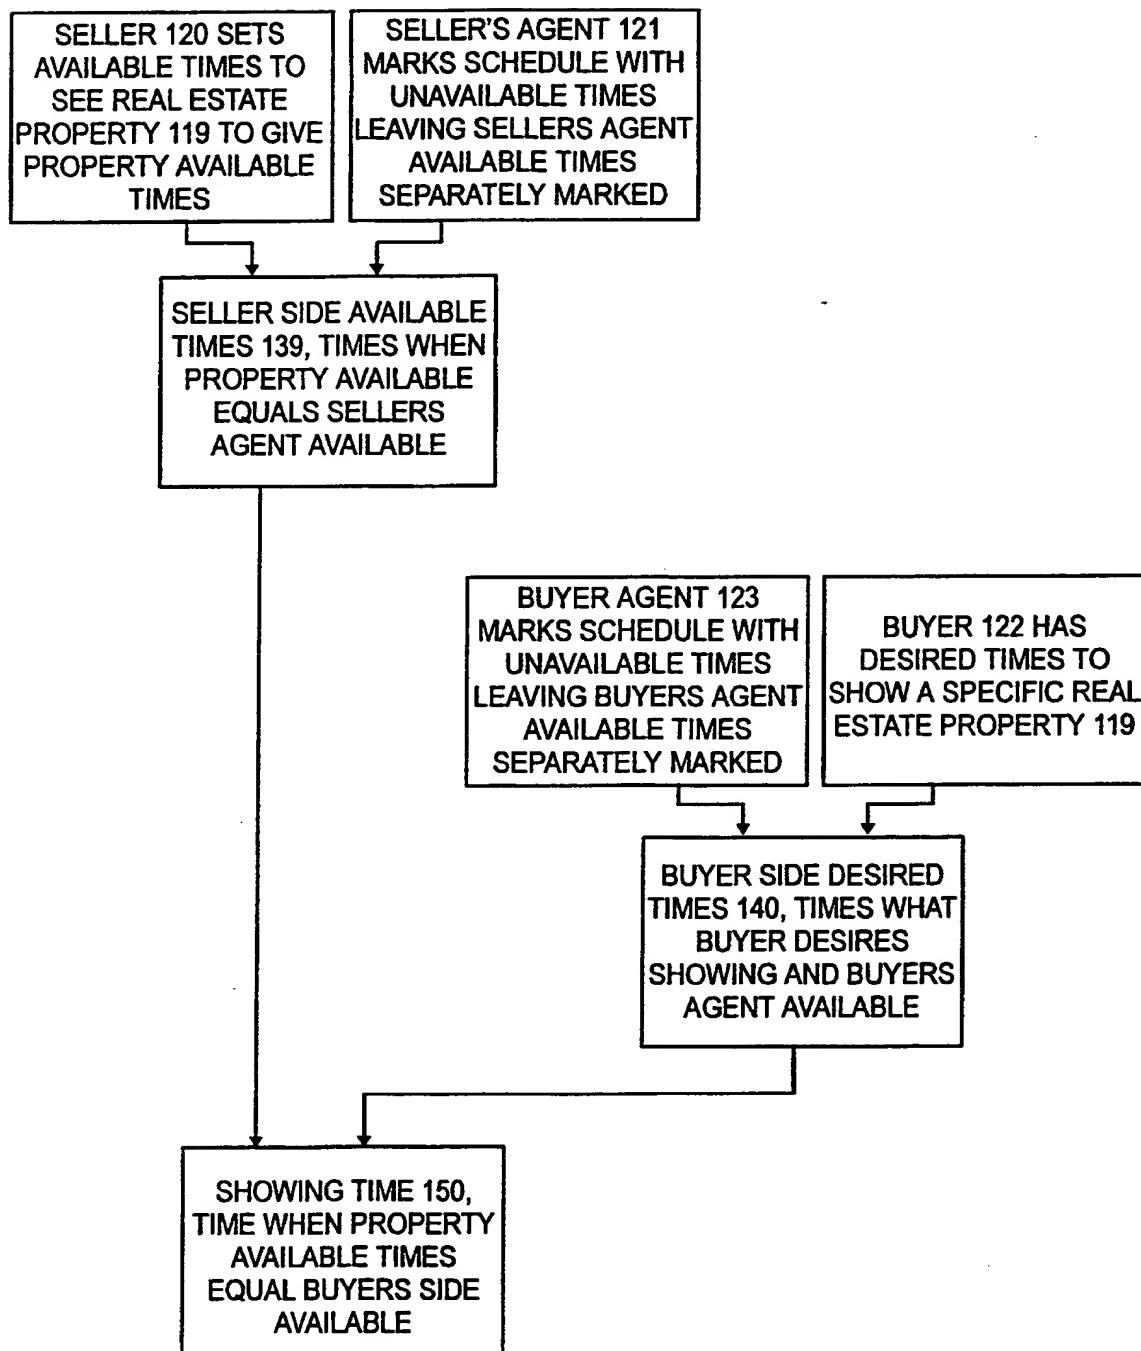 SELLER 120 SETS
AVAILABLE TIMES TO
SEE REAL ESTATE
PROPERTY 119 TO GIVE
PROPERTY AVAILABLE
TIMES
SELLER'S AGENT 121
MARKS SCHEDULE WITH
UNAVAILABLE TIMES
LEAVING SELLERS AGENT
AVAILABLE TIMES
SEPARATELY MARKED
SELLER SIDE AVAILABLE
TIMES 139, TIMES WHEN
PROPERTY AVAILABLE
EQUALS SELLERS
AGENT AVAILABLE
BUYER AGENT 123
MARKS SCHEDULE WITH
UNAVAILABLE TIMES
LEAVING BUYERS AGENT
AVAILABLE TIMES
SEPARATELY MARKED
BUYER 122 HAS
DESIRED TIMES TO
SHOW A SPECIFIC REAL
ESTATE PROPERTY 119
BUYER SIDE DESIRED
TIMES 140, TIMES WHAT
BUYER DESIRES
SHOWING AND BUYERS
AGENT AVAILABLE
SHOWING TIME 150,
TIME WHEN PROPERTY
AVAILABLE TIMES
EQUAL BUYERS SIDE
AVAILABLE